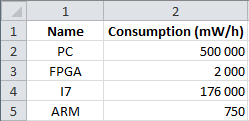 1 2
1 Name Consumption (mW/h)
2 PC 500 000
3 FPGA 2 000
4 I7 176 000
5 ARM 750